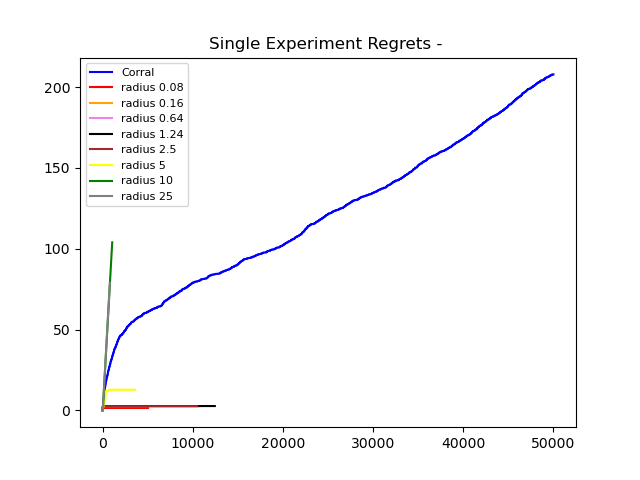 Single Experiment Regrets -
Corral
radius 0.08
radius 0.16
radius 0.64
radius 1.24
radius 2.5
radius 5
radius 10
radius 25
200
150
100
50
0
0 10000 20000 30000 40000 50000